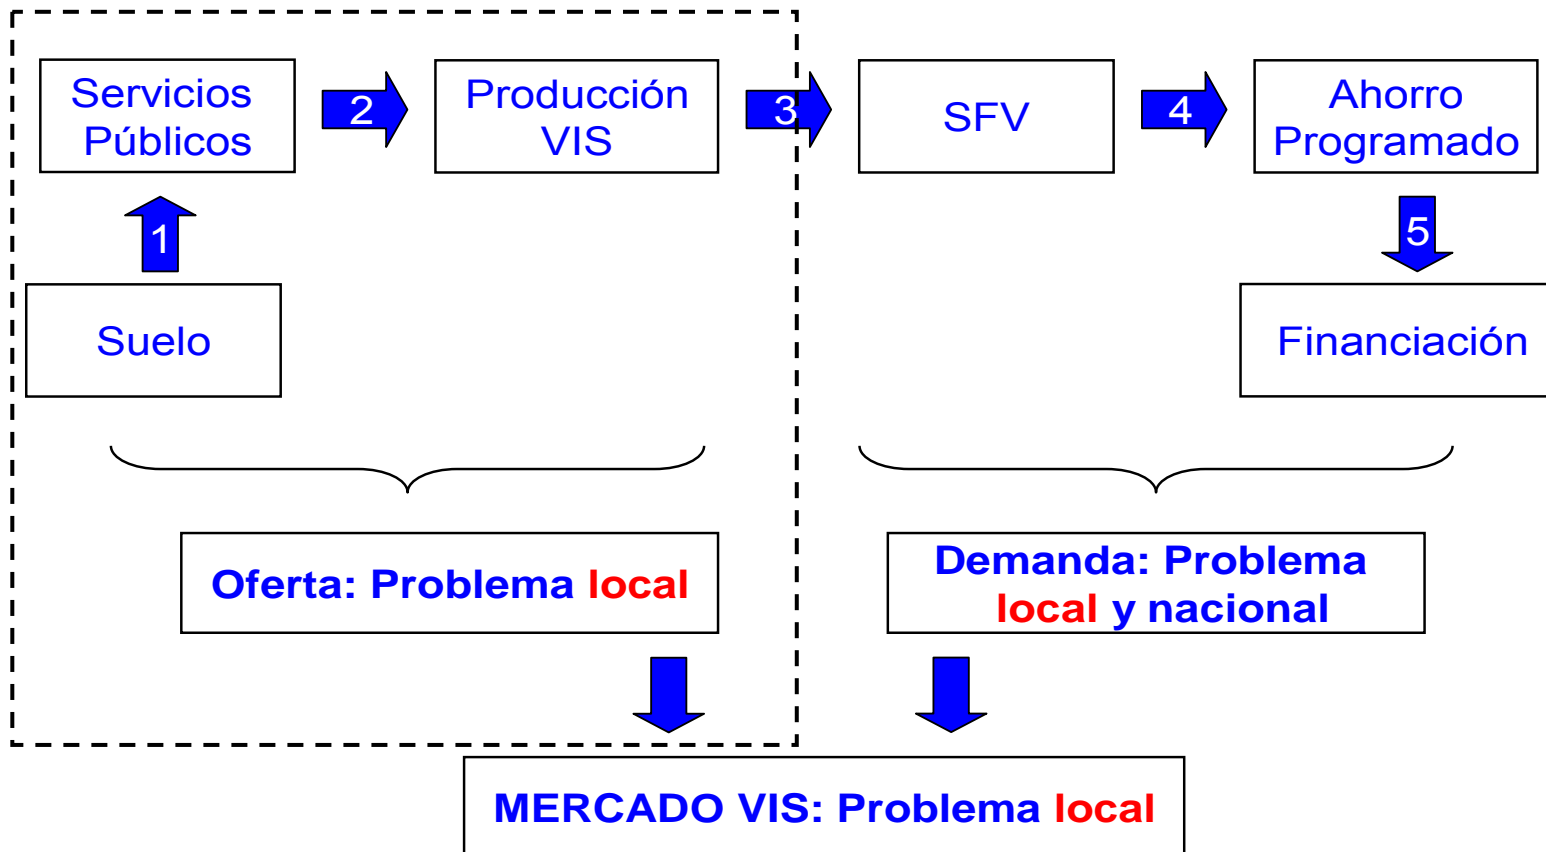 Servicios
Públicos
2
Producción
VIS
3
SFV
4
Ahorro
Programado
1
5
Suelo
Financiación
Oferta: Problema local
Demanda: Problema
local y nacional
MERCADO VIS: Problema local